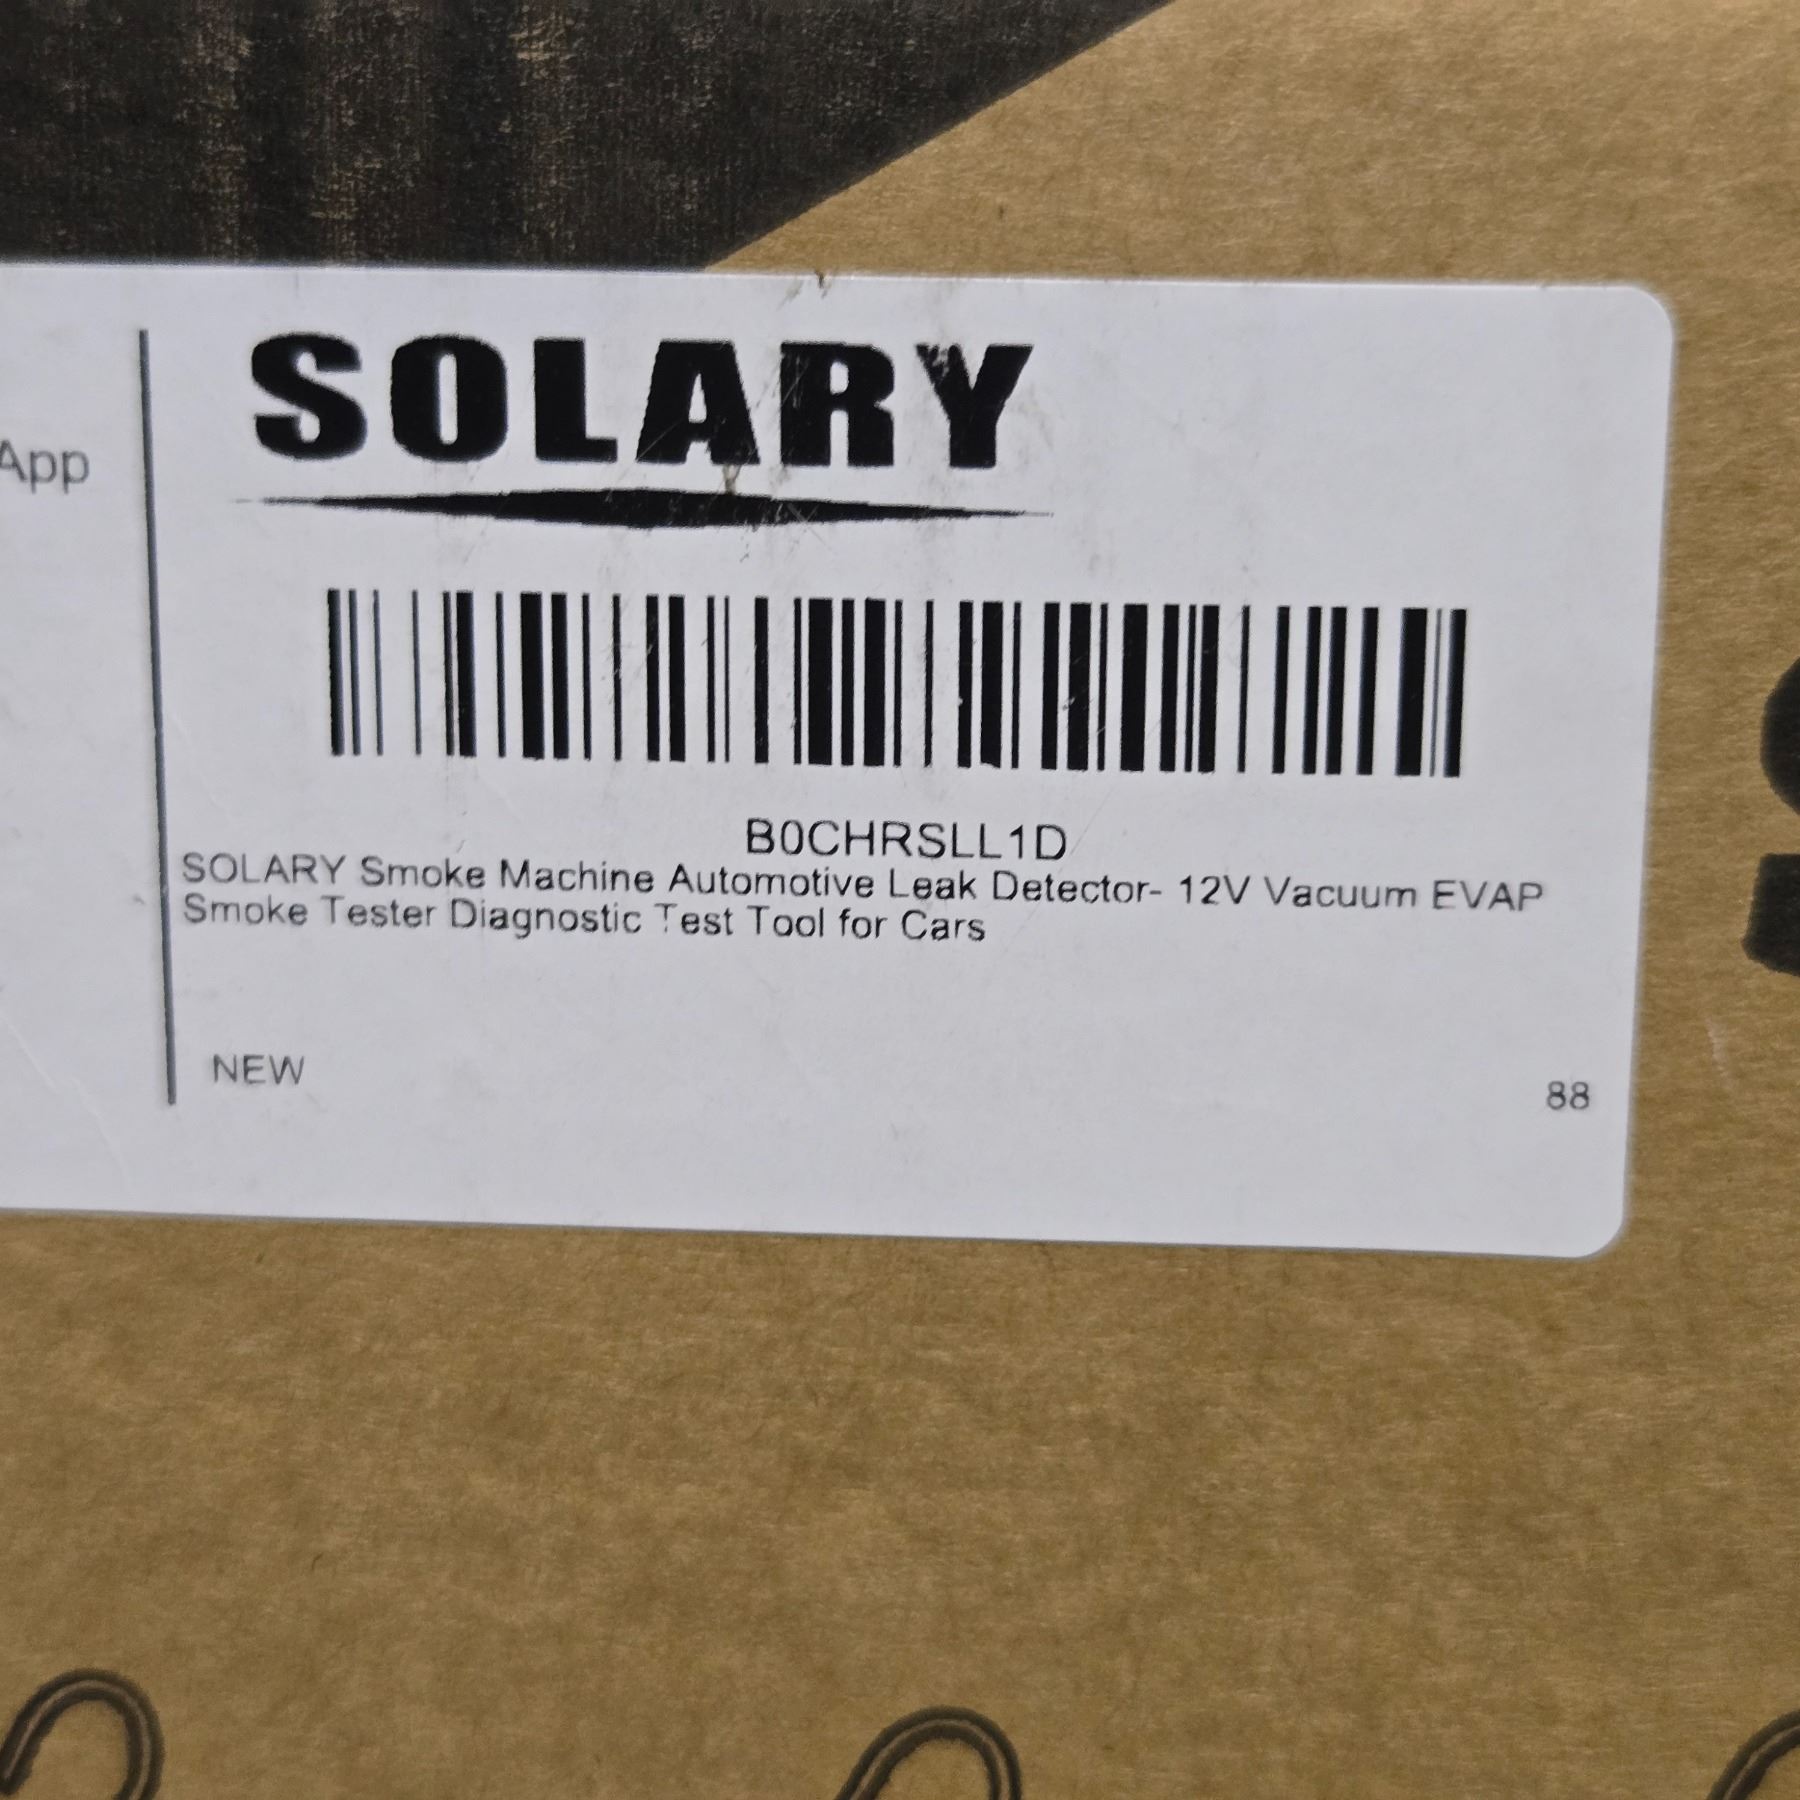 App
SOLARY
B0CHRSLL1D
SOLARY Smoke Machine Automotive Leak Detector- 12V Vacuum EVAP
Smoke Tester Diagnostic Test Tool for Cars
NEW
88